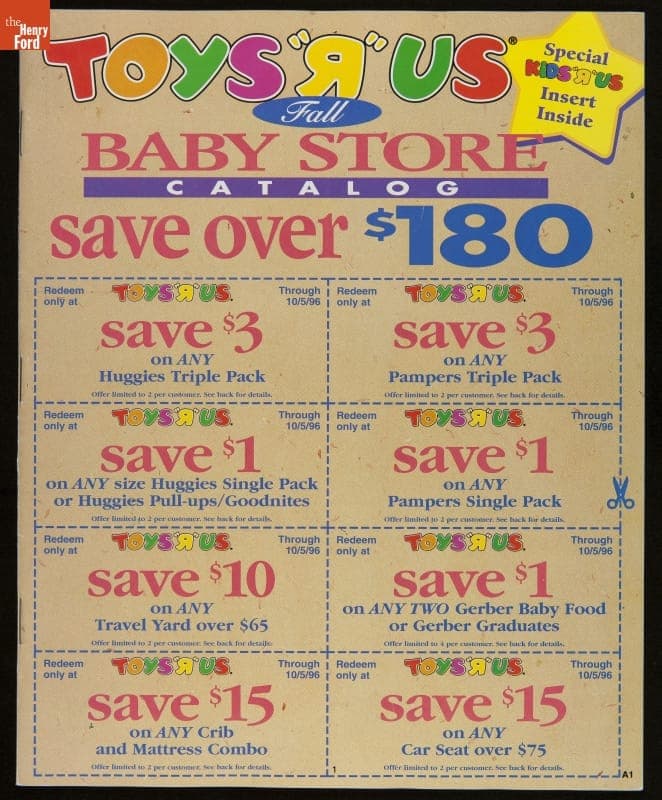 the
Henry
Ford
TOYS "R" US®
Special
KIDS "R" US
Insert
Inside
Fall
BABY STORE
CATALOG
save over $180
Redeem only at TOYS "R" US. Through 10/5/96
save $3
on ANY
Huggies Triple Pack
Offer limited to 2 per customer. See back for details.
Redeem only at TOYS "R" US. Through 10/5/96
save $3
on ANY
Pampers Triple Pack
Offer limited to 2 per customer. See back for details.
Redeem only at TOYS "R" US. Through 10/5/96
save $1
on ANY size Huggies Single Pack
or Huggies Pull-ups/Goodnites
Offer limited to 2 per customer. See back for details.
Redeem only at TOYS "R" US. Through 10/5/96
save $1
on ANY
Pampers Single Pack
Offer limited to 2 per customer. See back for details.
Redeem only at TOYS "R" US. Through 10/5/96
save $10
on ANY
Travel Yard over $65
Offer limited to 2 per customer. See back for details.
Redeem only at TOYS "R" US. Through 10/5/96
save $1
on ANY TWO Gerber Baby Food
or Gerber Graduates
Offer limited to 4 per customer. See back for details.
Redeem only at TOYS "R" US. Through 10/5/96
save $15
on ANY Crib
and Mattress Combo
Offer limited to 2 per customer. See back for details.
Redeem only at TOYS "R" US. Through 10/5/96
save $15
on ANY
Car Seat over $75
Offer limited to 2 per customer. See back for details.
1
A1